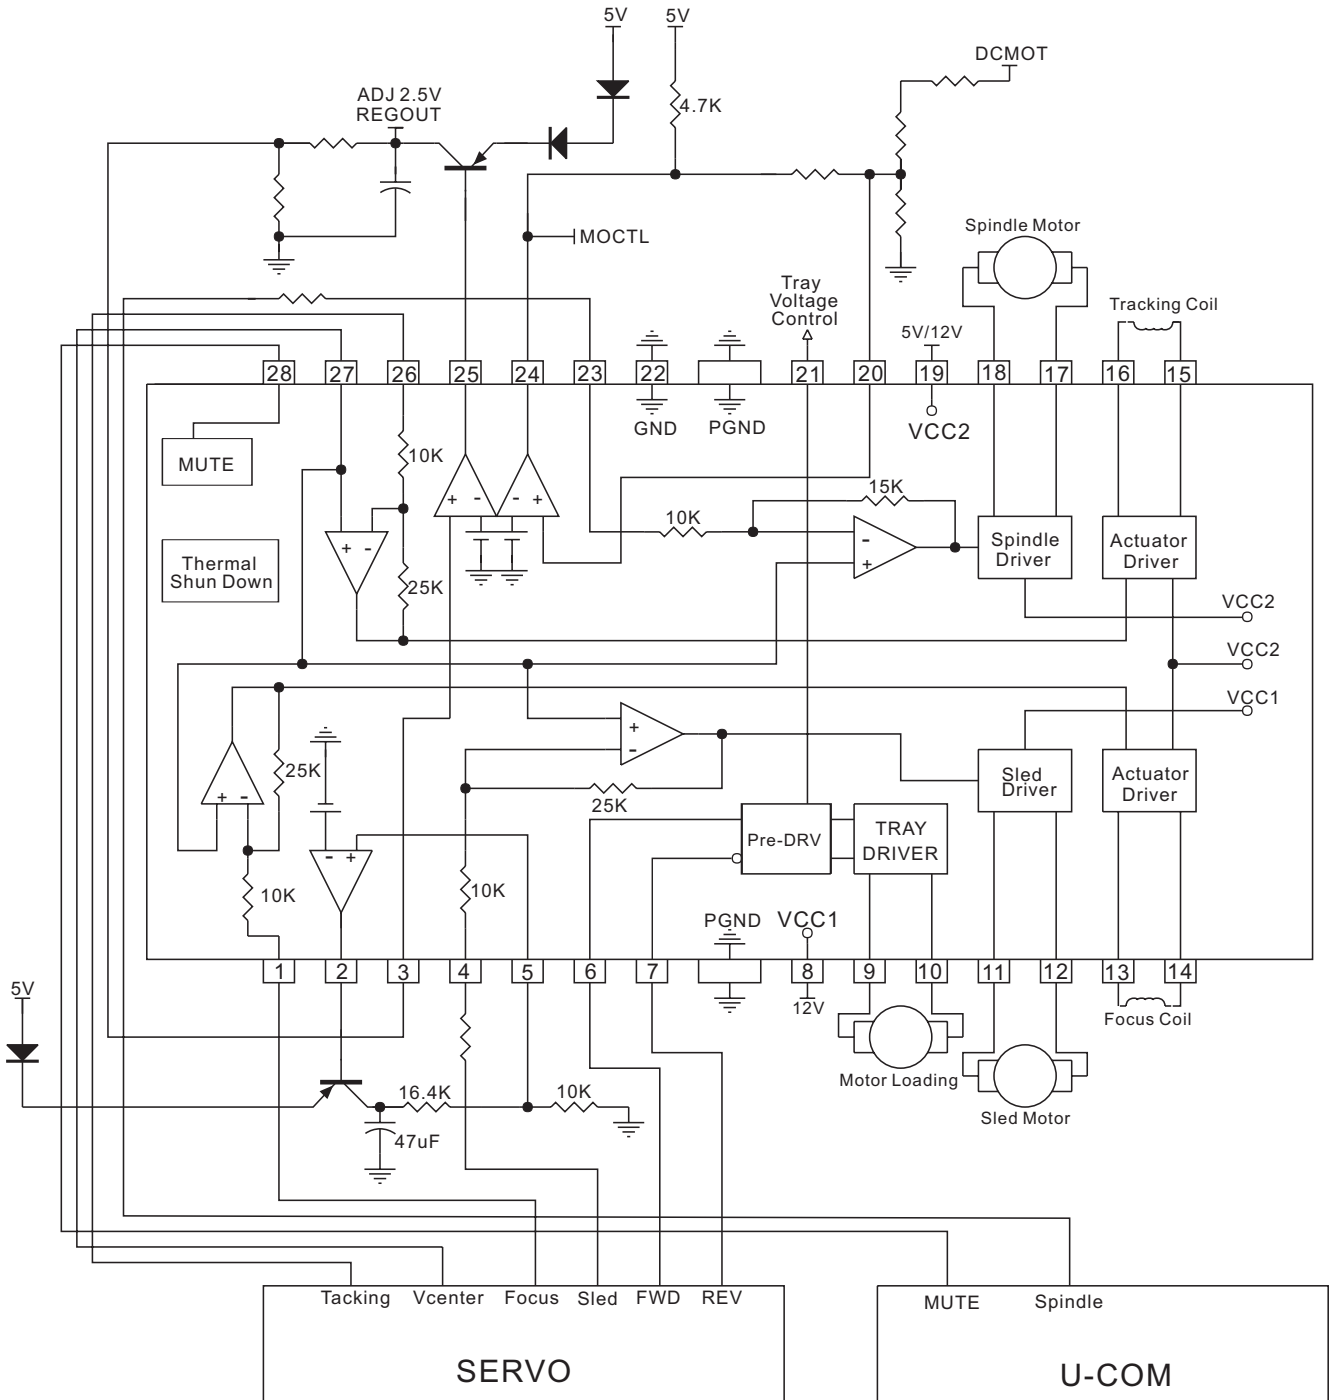 5V
5V
DCMOT
ADJ 2.5V
REGOUT
4.7K
MOCTL
Spindle Motor
Tray
Voltage
Control
5V/12V
Tracking Coil
28
27
26
25
24
23
22
21
20
19
18
17
16
15
GND
PGND
VCC2
MUTE
10K
+ -
- +
15K
10K
-
+
Spindle
Driver
Actuator
Driver
+ -
Thermal
Shun Down
25K
VCC2
VCC2
VCC1
+
-
25K
+ -
25K
Sled
Driver
Actuator
Driver
Pre-DRV
TRAY
DRIVER
- +
10K
10K
PGND
VCC1
1
2
3
4
5
6
7
8
9
10
11
12
13
14
5V
12V
Focus Coil
Motor Loading
Sled Motor
16.4K
10K
47uF
Tacking
Vcenter
Focus
Sled
FWD
REV
MUTE
Spindle
SERVO
U-COM